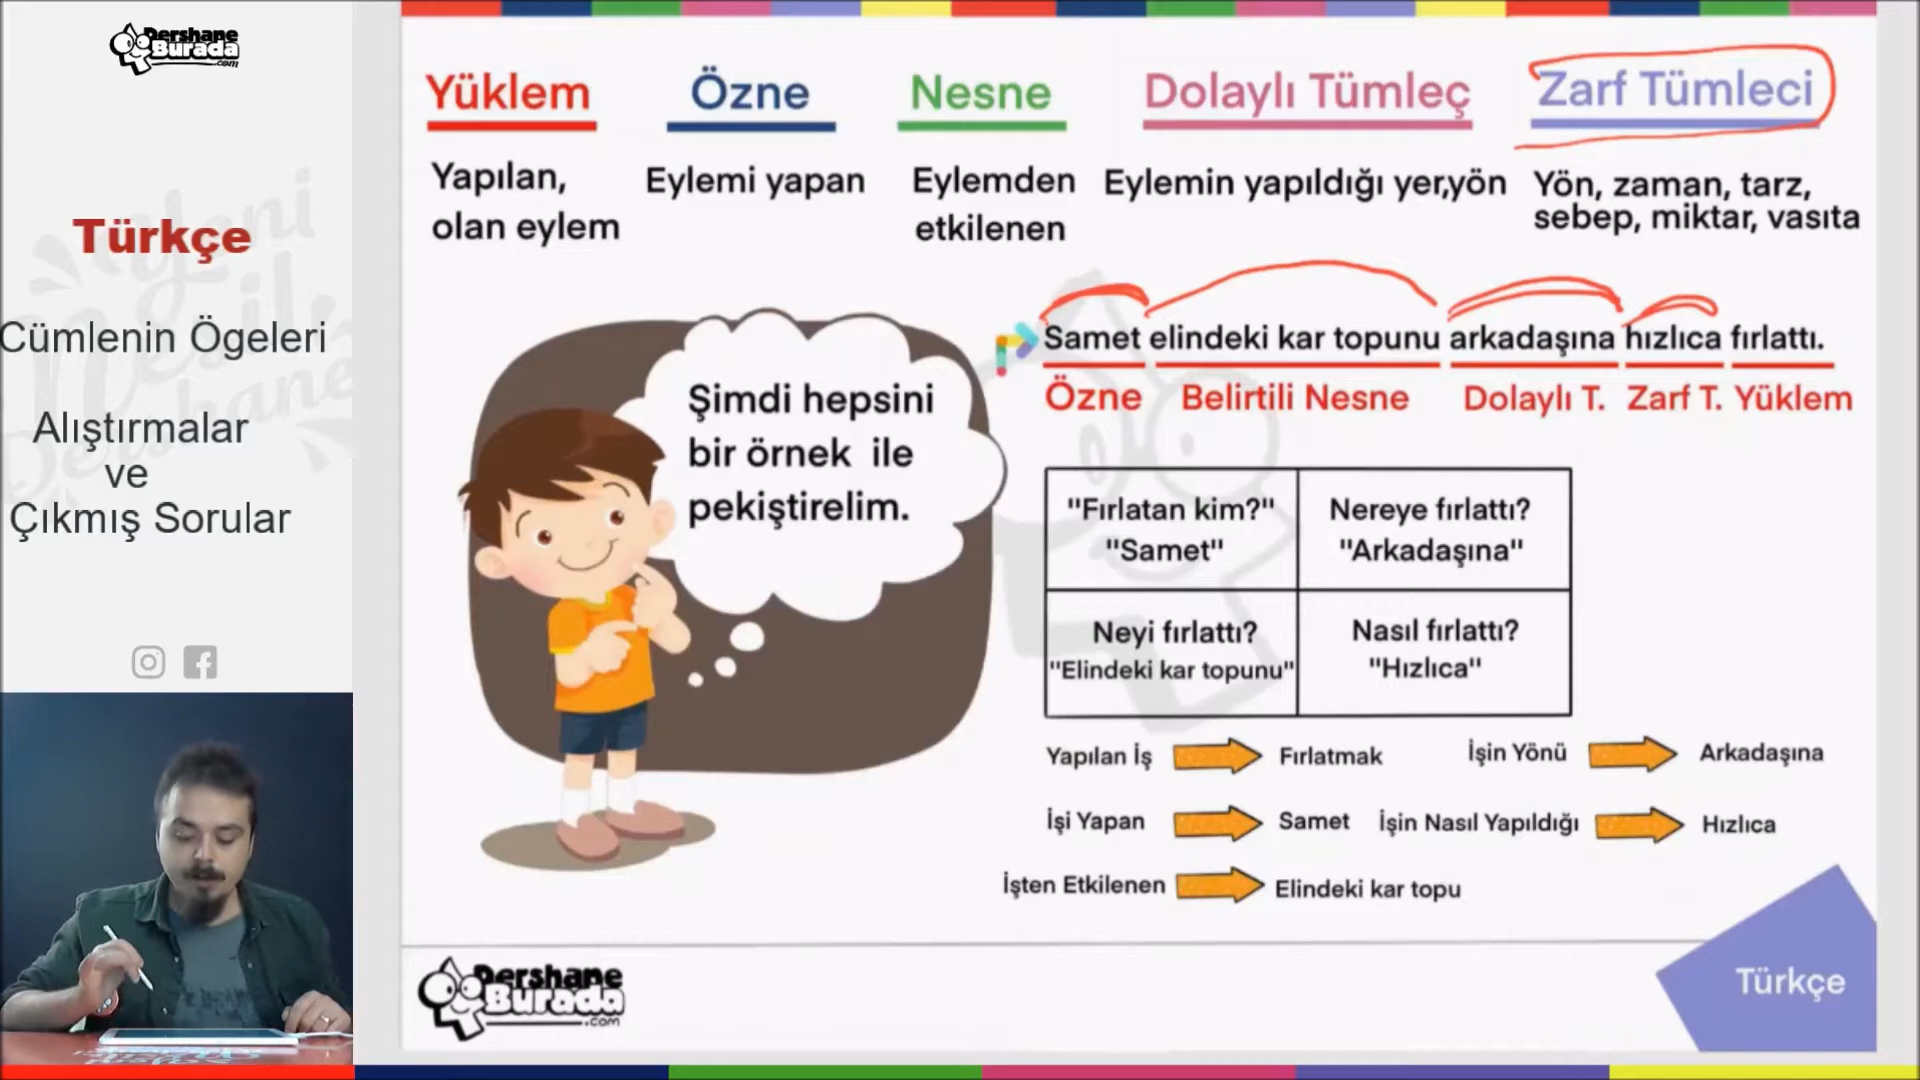 Dershane
Burada
.com
Türkçe
Cümlenin Ögeleri
Alıştırmalar
ve
Çıkmış Sorular
Yüklem
Özne
Nesne
Dolaylı Tümleç
Zarf Tümleci
Yapılan,
olan eylem
Eylemi yapan
Eylemden
etkilenen
Eylemin yapıldığı yer,yön
Yön, zaman, tarz,
sebep, miktar, vasıta
Şimdi hepsini
bir örnek ile
pekiştirelim.
Samet elindeki kar topunu arkadaşına hızlıca fırlattı.
Özne Belirtili Nesne Dolaylı T. Zarf T. Yüklem
"Fırlatan kim?"
"Samet"
Nereye fırlattı?
"Arkadaşına"
Neyi fırlattı?
"Elindeki kar topunu"
Nasıl fırlattı?
"Hızlıca"
Yapılan İş Fırlatmak
İşin Yönü Arkadaşına
İşi Yapan Samet
İşin Nasıl Yapıldığı Hızlıca
İşten Etkilenen Elindeki kar topu
Dershane
Burada
.com
Türkçe